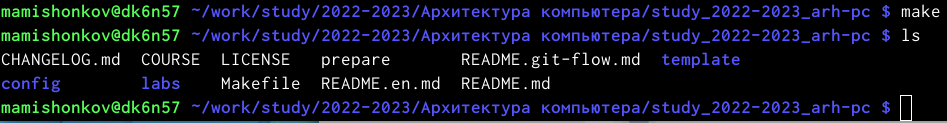 mamishonkov@dk6n57 ~/work/study/2022-2023/Архитектура компьютера/study_2022-2023_arh-pc $ make
mamishonkov@dk6n57 ~/work/study/2022-2023/Архитектура компьютера/study_2022-2023_arh-pc $ ls
CHANGELOG.md COURSE LICENSE prepare README.git-flow.md template
config labs Makefile README.en.md README.md
mamishonkov@dk6n57 ~/work/study/2022-2023/Архитектура компьютера/study_2022-2023_arh-pc $